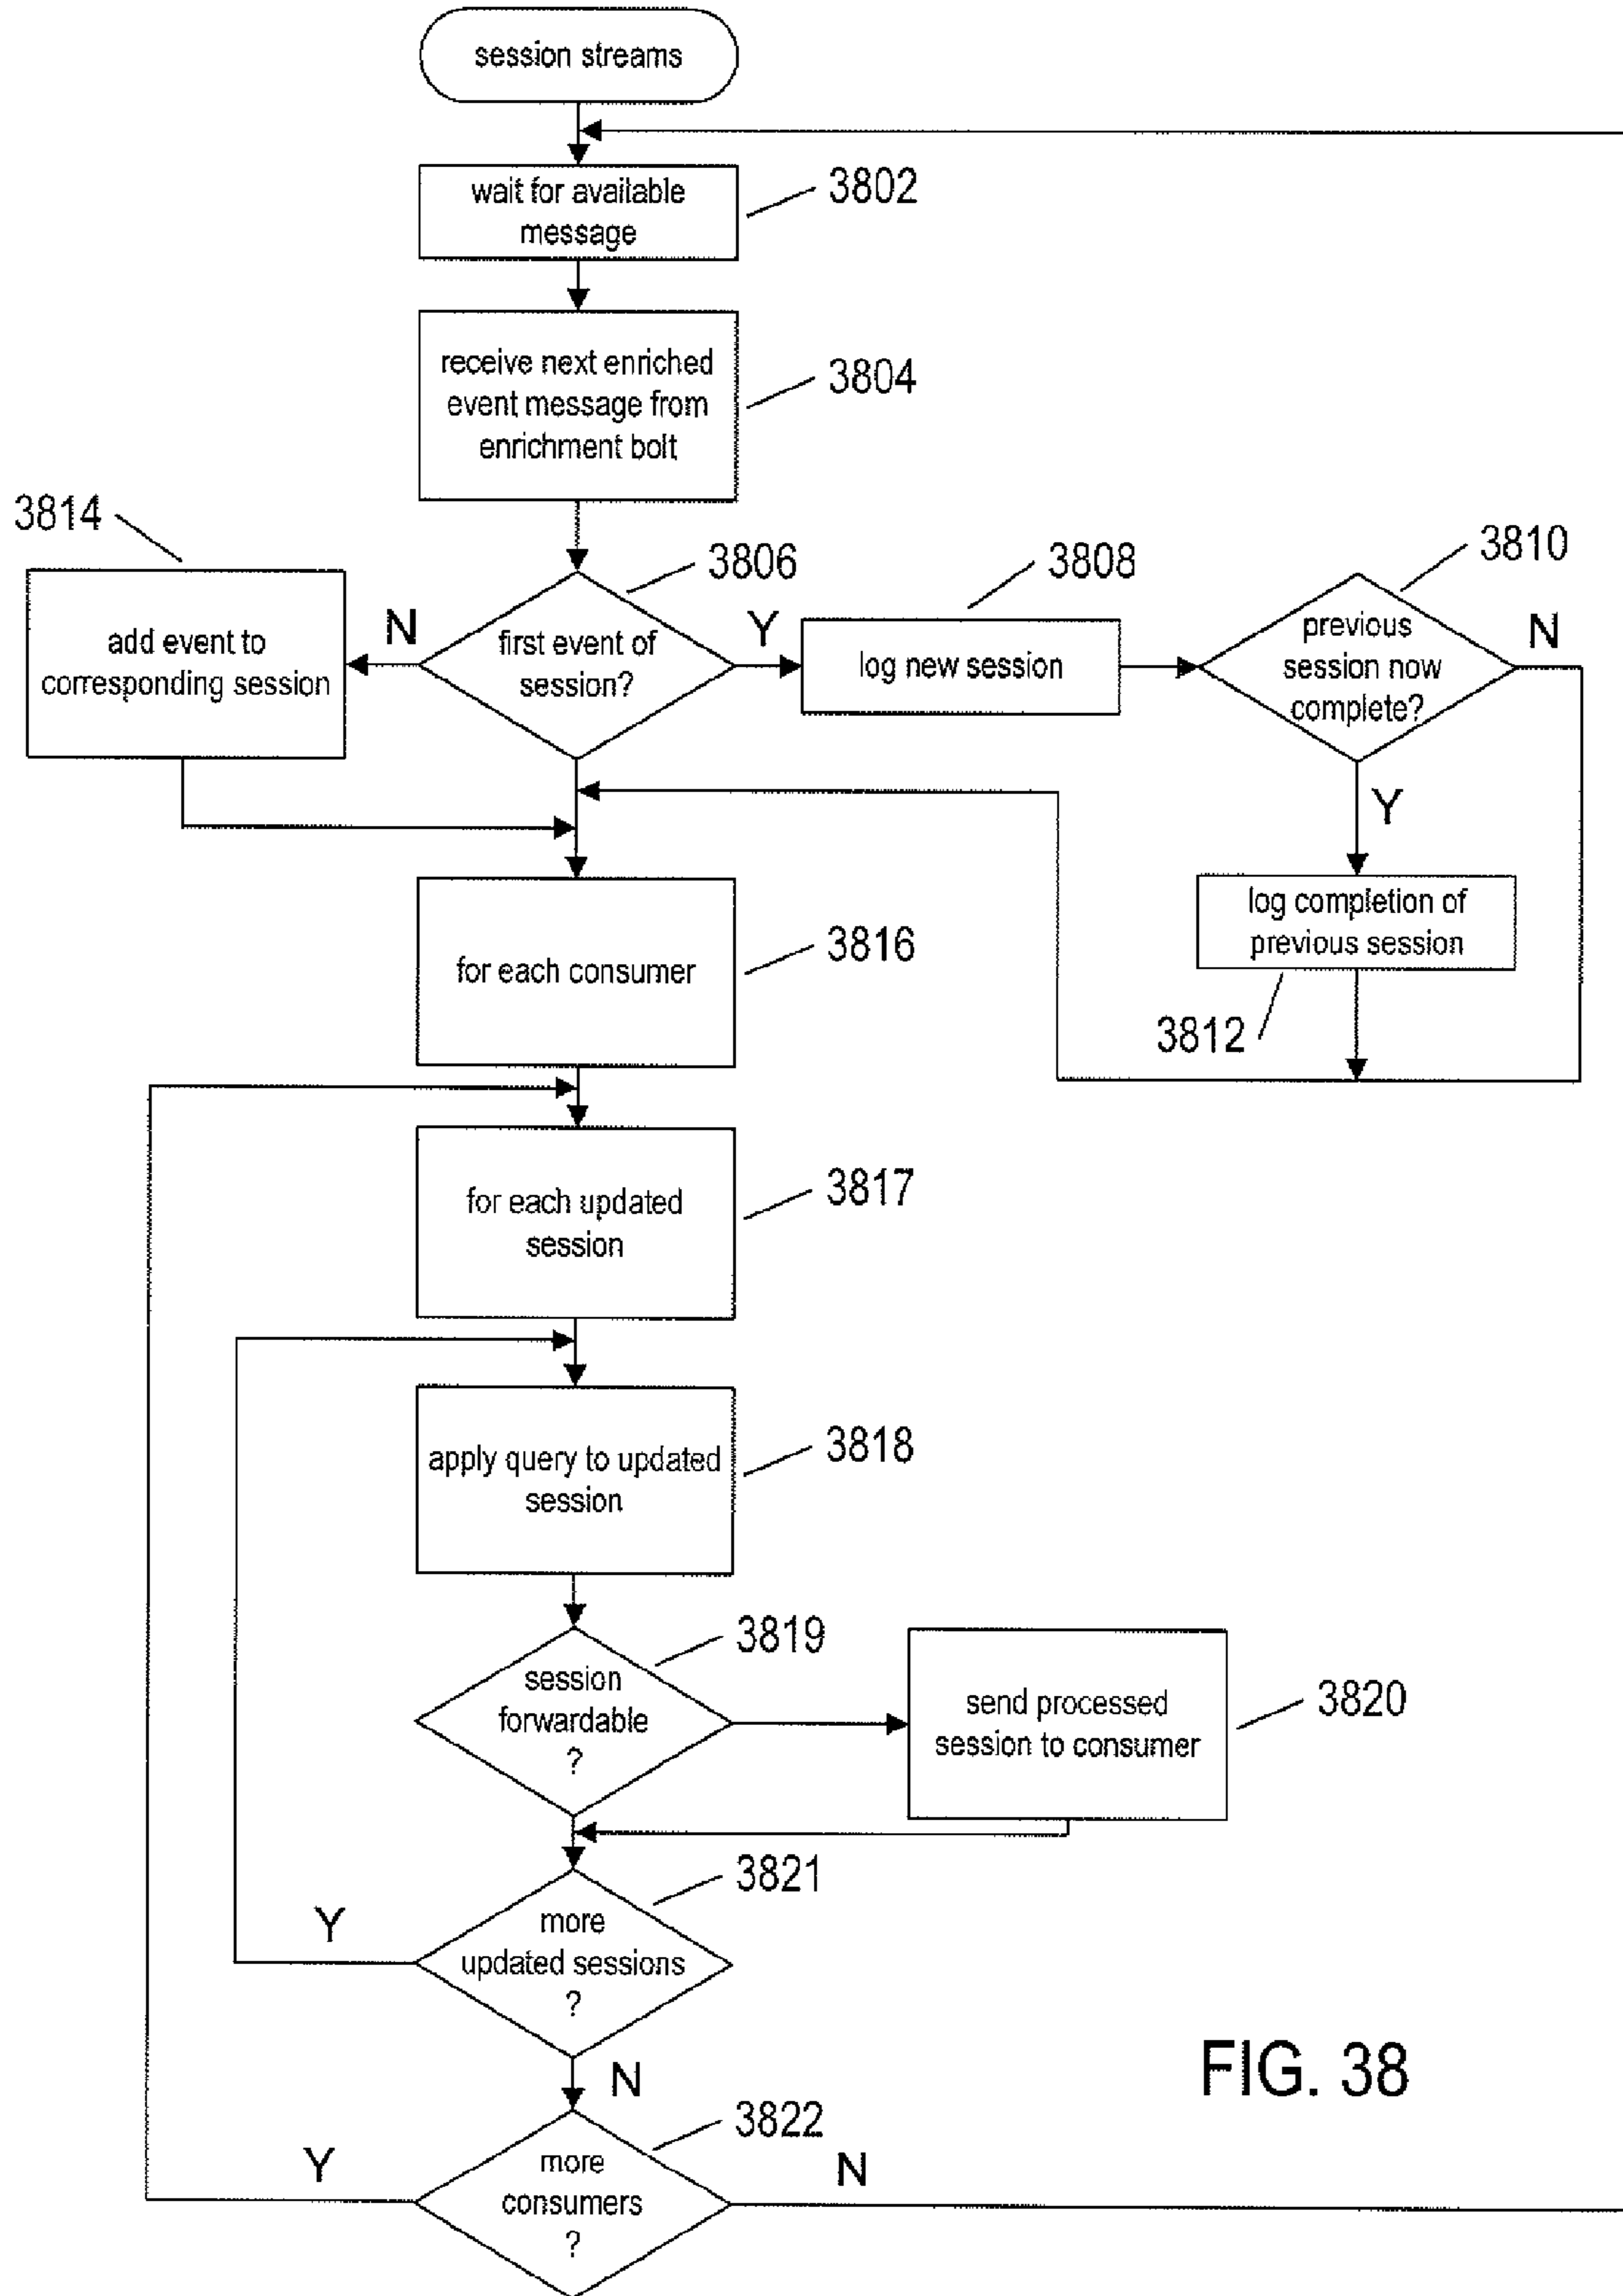 session streams
wait for available
message
3802
receive next enriched
event message from
enrichment bolt
3804
3814
add event to
corresponding session
N
3806
first event of
session?
Y
3808
log new session
3810
previous
session now
complete?
N
Y
log completion of
previous session
3812
for each consumer
3816
for each updated
session
3817
apply query to updated
session
3818
session
forwardable
?
3819
send processed
session to consumer
3820
more
updated sessions
?
3821
Y
N
more
consumers
?
3822
Y
N
FIG. 38